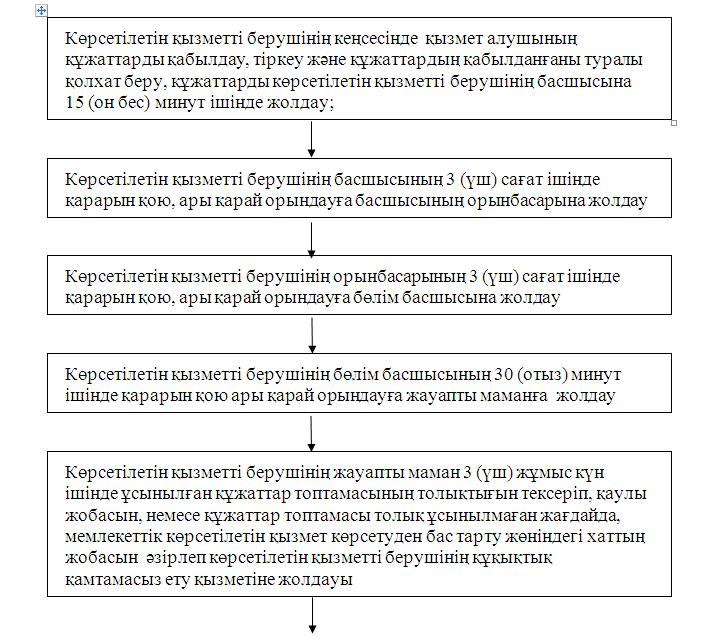 Көрсетілетін қызметті берушінің кеңсесінде қызмет алушының
құжаттарды қабылдау, тіркеу және құжаттардың қабылданғаны туралы
қолхат беру, құжаттарды көрсетілетін қызметті берушінің басшысына
15 (он бес) минут ішінде жолдау;
Көрсетілетін қызметті берушінің басшысының 3 (үш) сағат ішінде
қарарын қою, ары қарай орындауға басшысының орынбасарына жолдау
Көрсетілетін қызметті берушінің орынбасарының 3 (үш) сағат ішінде
қарарын қою, ары қарай орындауға бөлім басшысына жолдау
Көрсетілетін қызметті берушінің бөлім басшысының 30 (отыз) минут
ішінде қарарын қою ары қарай орындауға жауапты маманға жолдау
Көрсетілетін қызметті берушінің жауапты маман 3 (үш) жұмыс күн
ішінде ұсынылған құжаттар топтамасының толықтығын тексеріп, қаулы
жобасын, немесе құжаттар топтамасы толық ұсынылмаған жағдайда,
мемлекеттік көрсетілетін қызмет көрсетуден бас тарту жөніндегі хаттың
жобасын әзірлеп көрсетілетін қызметті берушінің құқықтық
қамтамасыз ету қызметіне жолдауы